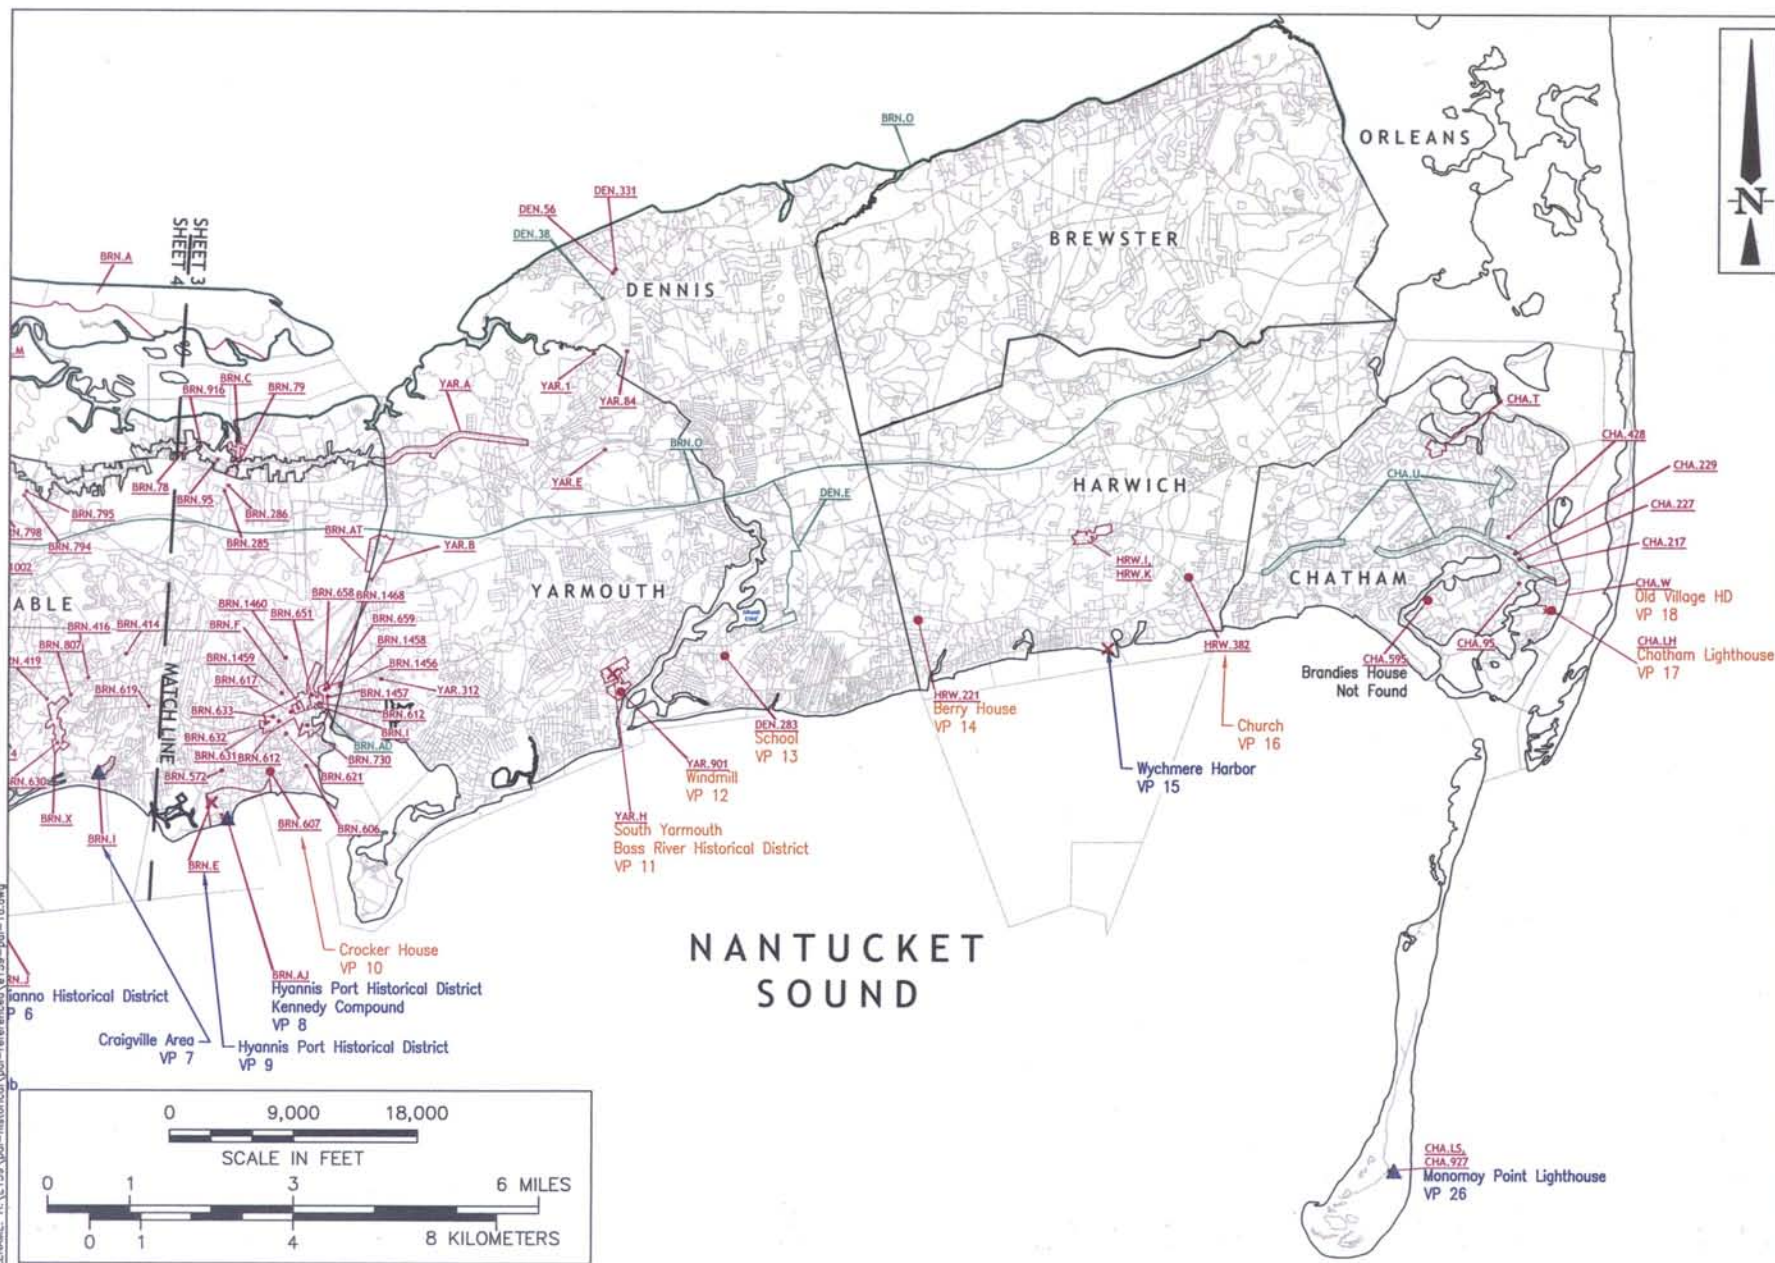 ORLEANS
N
BRN.O
DEN.331
DEN.56
DEN.38
BREWSTER
DENNIS
SHEET 3
SHEET 4
BRN.A
BRN.C
BRN.916
BRN.79
YAR.A
YAR.1
YAR.84
CHA.T
CHA.428
CHA.229
CHA.227
CHA.217
BRN.O
YAR.E
DEN.E
HARWICH
CHA.U
BRN.78
BRN.95
BRN.286
BRN.285
BRN.795
BRN.794
BRN.AT
YAR.B
HRW.I,
HRW.K
CHATHAM
CHA.W
Old Village HD
VP 18
ABLE
YARMOUTH
BRN.658
BRN.1468
BRN.1460
BRN.651
BRN.659
BRN.F
BRN.1458
BRN.416
BRN.414
BRN.807
BRN.1459
BRN.1456
BRN.617
YAR.312
BRN.619
BRN.1457
BRN.633
BRN.612
BRN.632
BRN.I
BRN.AD
BRN.631
BRN.612
BRN.730
BRN.572
BRN.621
MATCH LINE
HRW.382
CHA.595
Brandies House
Not Found
CHA.95
CHA.LH
Chatham Lighthouse
VP 17
HRW.221
Berry House
VP 14
DEN.283
School
VP 13
Church
VP 16
YAR.901
Windmill
VP 12
Wychmere Harbor
VP 15
BRN.X
BRN.I
BRN.E
BRN.607
BRN.606
YAR.H
South Yarmouth
Bass River Historical District
VP 11
NANTUCKET
SOUND
Crocker House
VP 10
BRN.AJ
Hyannis Port Historical District
Kennedy Compound
VP 8
ianno Historical District
P 6
Craigville Area
VP 7
Hyannis Port Historical District
VP 9
0 9,000 18,000
SCALE IN FEET
0 1 3 6 MILES
0 1 4 8 KILOMETERS
CHA.LS,
CHA.927
Monomoy Point Lighthouse
VP 26